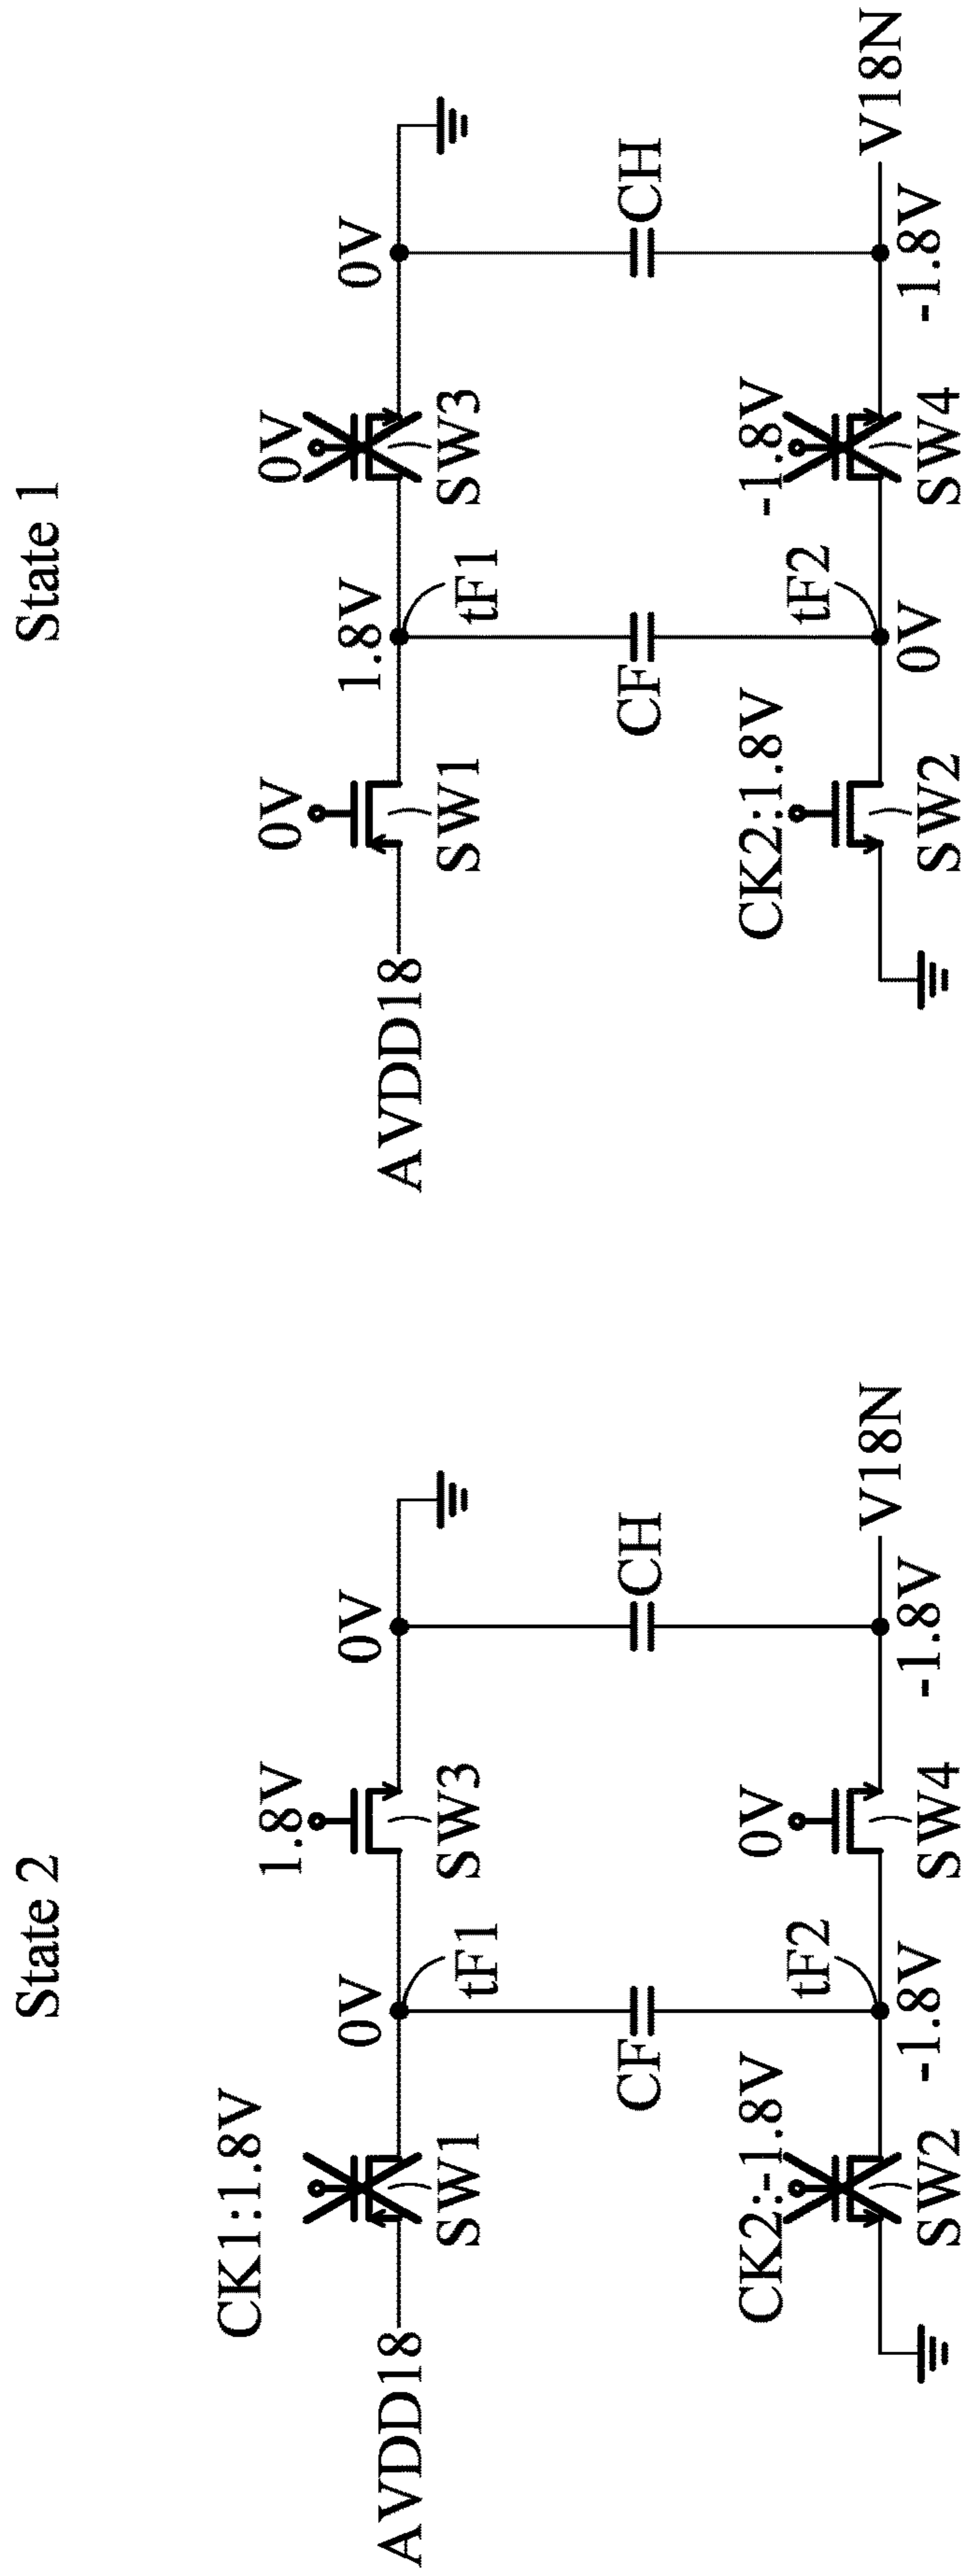 State 2
CK1:1.8V
1.8V
AVDD18
SW1
0V
tF1
SW3
0V
CF
CH
CK2:-1.8V
0V
SW2
tF2
-1.8V
SW4
-1.8V
V18N
State 1
0V
0V
AVDD18
SW1
1.8V
tF1
SW3
0V
CF
CH
CK2:1.8V
-1.8V
SW2
tF2
0V
SW4
-1.8V
V18N